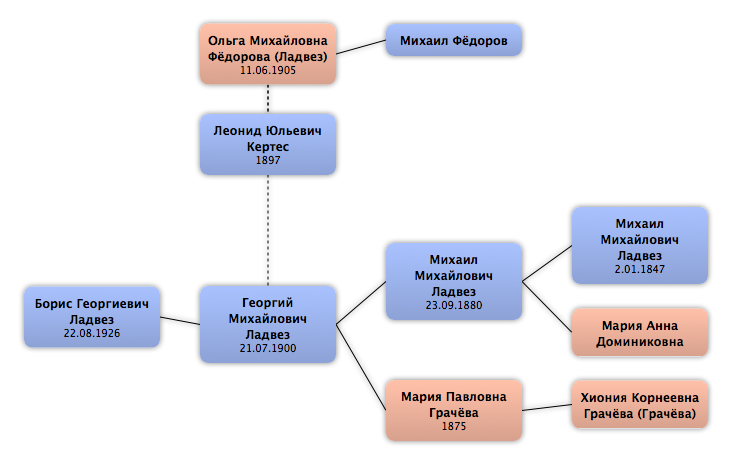 Ольга Михайловна
Фёдорова (Ладвез)
11.06.1905
Михаил Фёдоров
Леонид Юльевич
Кертес
1897
Борис Георгиевич
Ладвез
22.08.1926
Георгий
Михайлович
Ладвез
21.07.1900
Михаил
Михайлович
Ладвез
23.09.1880
Мария Павловна
Грачёва
1875
Михаил
Михайлович
Ладвез
2.01.1847
Мария Анна
Доминиковна
Хиония Корнеевна
Грачёва (Грачёва)